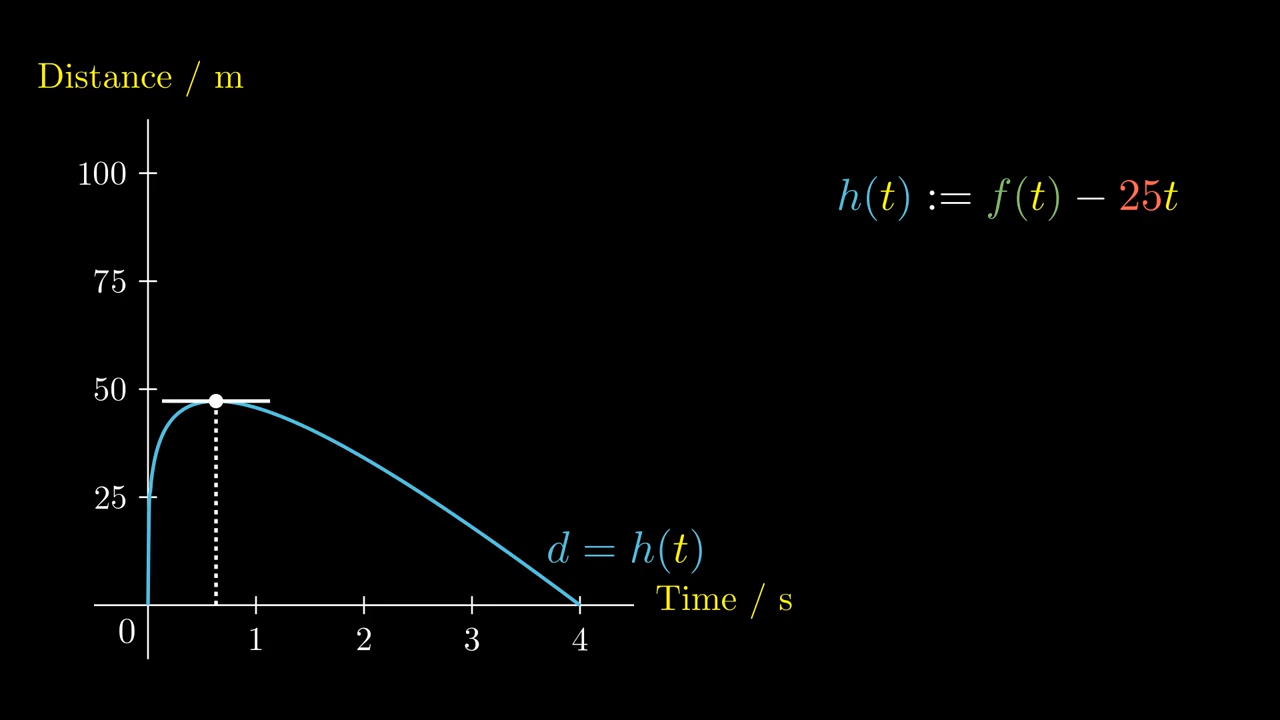 Distance / m
100
h(t) := f(t) − 25t
75
50
25
d = h(t)
Time / s
0
1 2 3 4